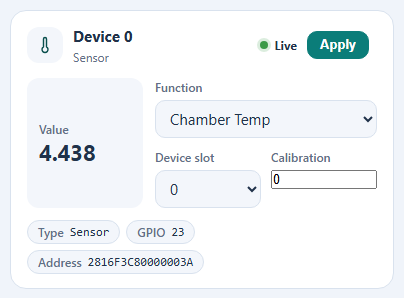 Device 0
Sensor
Live
Apply
Value
4.438
Function
Chamber Temp
Device slot
0
Calibration
0
Type Sensor
GPIO 23
Address 2816F3C80000003A